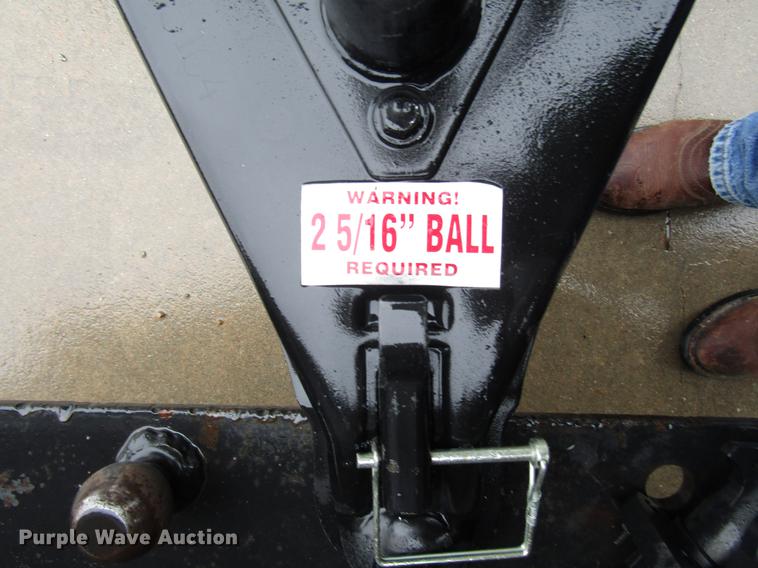 WARNING!
2 5/16" BALL
REQUIRED
Purple Wave Auction